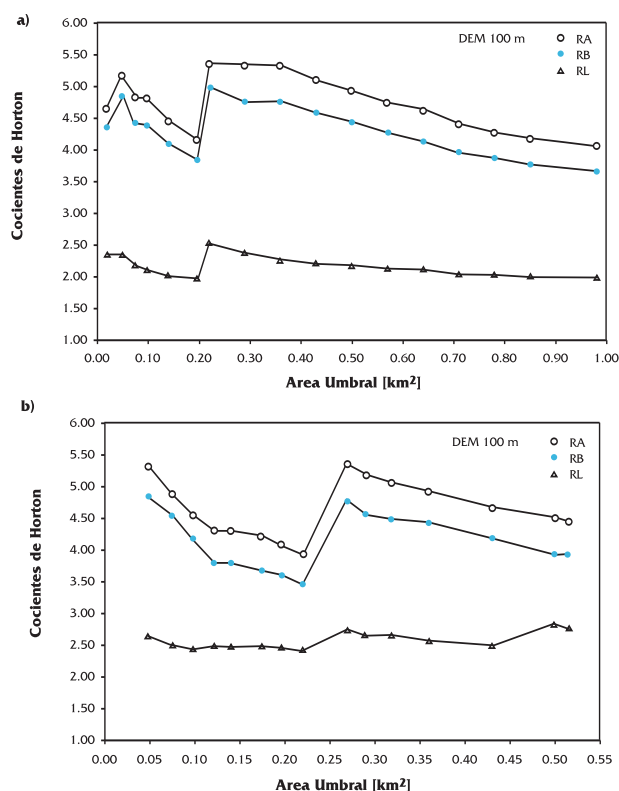 a)
6.00
5.50
5.00
4.50
4.00
3.50
3.00
2.50
2.00
1.50
1.00
Cocientes de Horton
DEM 100 m
RA
RB
RL
0.00 0.10 0.20 0.30 0.40 0.50 0.60 0.70 0.80 0.90 1.00
Area Umbral [km2]
b)
6.00
5.50
5.00
4.50
4.00
3.50
3.00
2.50
2.00
1.50
1.00
Cocientes de Horton
DEM 100 m
RA
RB
RL
0.00 0.05 0.10 0.15 0.20 0.25 0.30 0.35 0.40 0.45 0.50 0.55
Area Umbral [km2]